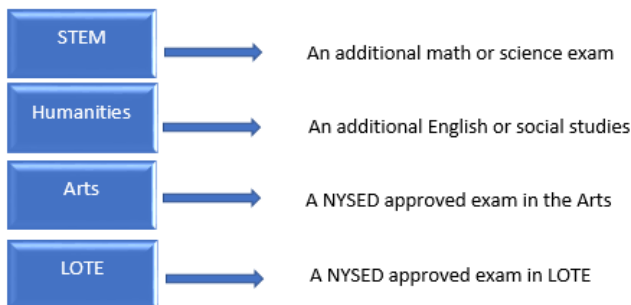 STEM
An additional math or science exam
Humanities
An additional English or social studies
Arts
A NYSED approved exam in the Arts
LOTE
A NYSED approved exam in LOTE